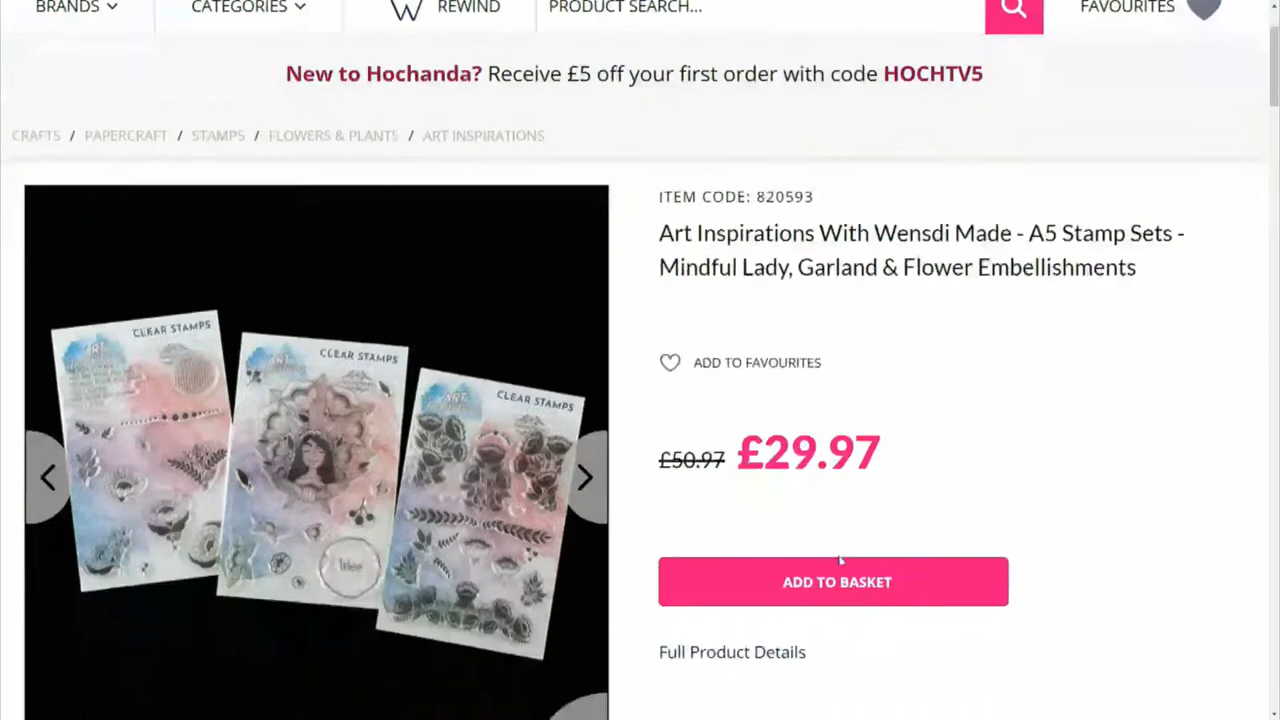 BRANDS
CATEGORIES
REWIND
PRODUCT SEARCH...
FAVOURITES
New to Hochanda? Receive £5 off your first order with code HOCHTV5
CRAFTS / PAPERCRAFT / STAMPS / FLOWERS & PLANTS / ART INSPIRATIONS
ITEM CODE: 820593
Art Inspirations With Wensdi Made - A5 Stamp Sets -
Mindful Lady, Garland & Flower Embellishments
ADD TO FAVOURITES
£50.97 £29.97
ADD TO BASKET
Full Product Details
CLEAR STAMPS
ART
CLEAR STAMPS
ART
CLEAR STAMPS
ART